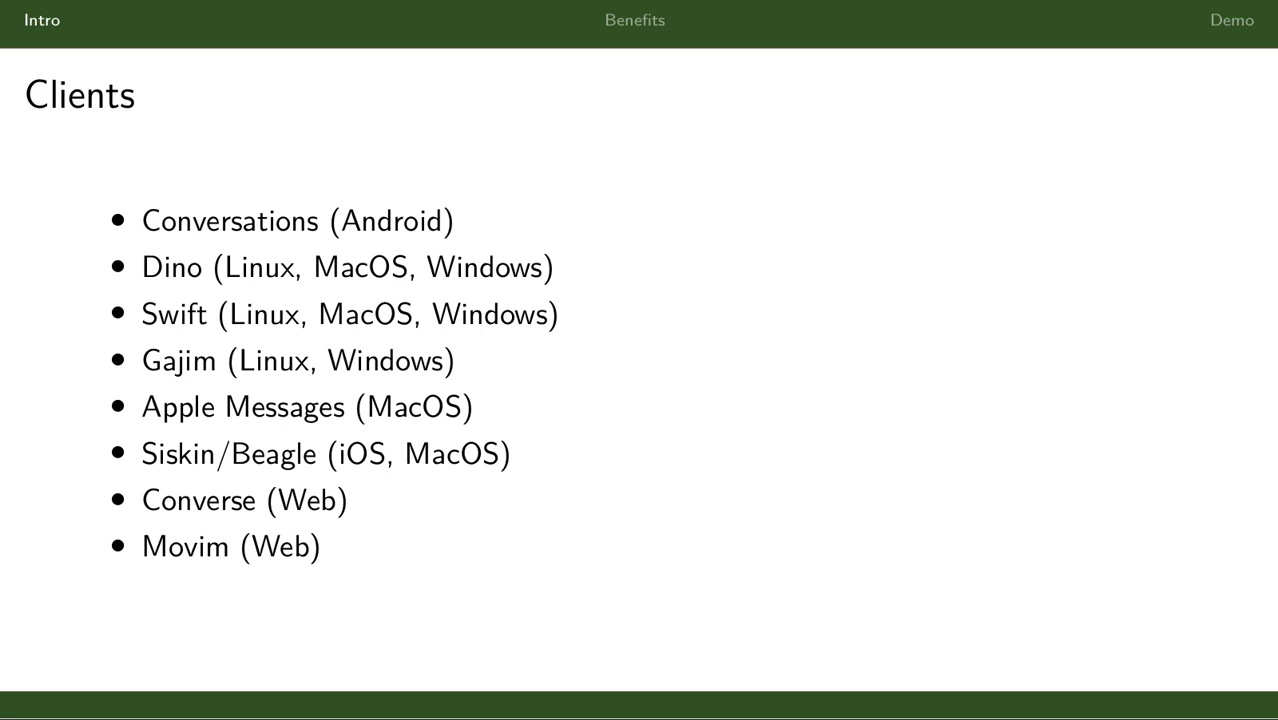 Intro Benefits Demo
Clients
• Conversations (Android)
• Dino (Linux, MacOS, Windows)
• Swift (Linux, MacOS, Windows)
• Gajim (Linux, Windows)
• Apple Messages (MacOS)
• Siskin/Beagle (iOS, MacOS)
• Converse (Web)
• Movim (Web)